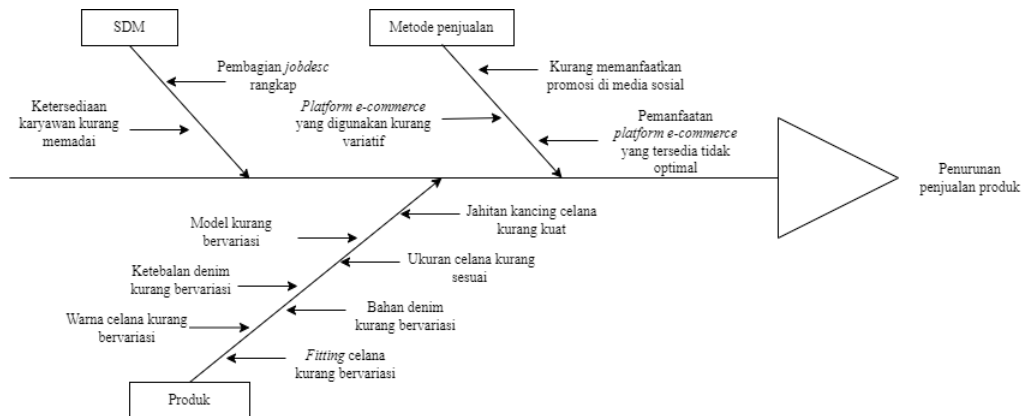 SDM
Metode penjualan
Pembagian jobdesc
rangkap
Ketersediaan
karyawan kurang
memadai
Kurang memanfaatkan
promosi di media sosial
Platform e-commerce
yang digunakan kurang
variatif
Pemanfaatan
platform e-commerce
yang tersedia tidak
optimal
Penurunan
penjualan produk
Model kurang
bervariasi
Jahitan kancing celana
kurang kuat
Ketebalan denim
kurang bervariasi
Ukuran celana kurang
sesuai
Warna celana kurang
bervariasi
Bahan denim
kurang bervariasi
Fitting celana
kurang bervariasi
Produk